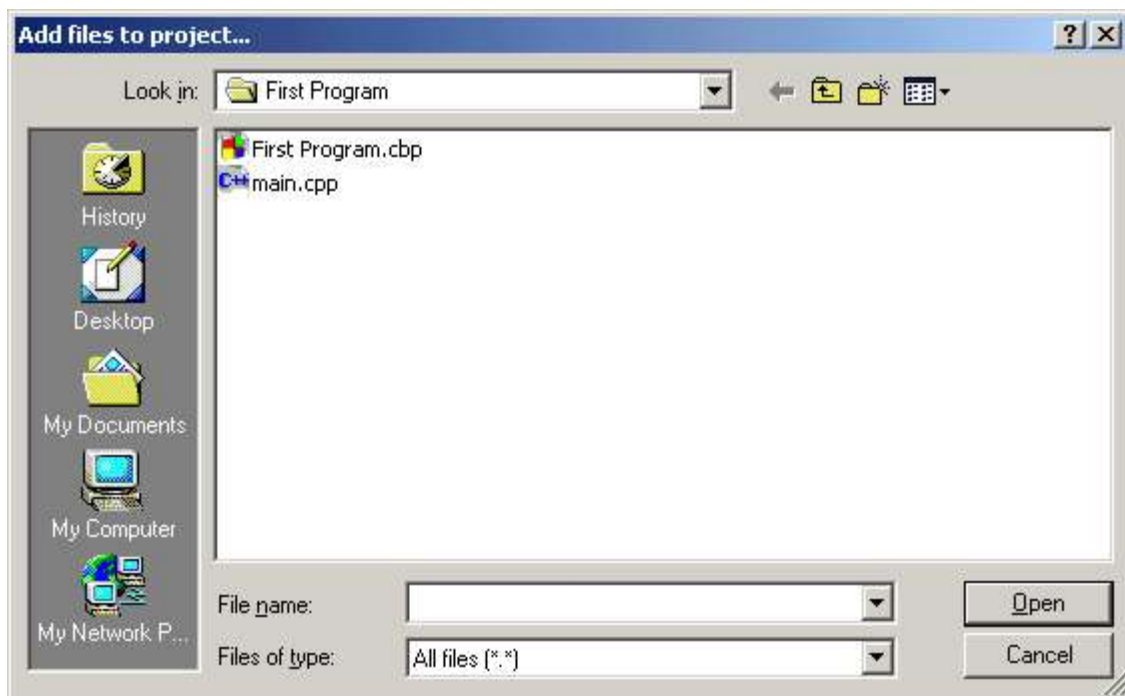 Add files to project...
Look in: First Program
First Program.cbp
C++ main.cpp
History
Desktop
My Documents
My Computer
My Network P...
File name:
Open
Files of type: All files (*.*)
Cancel